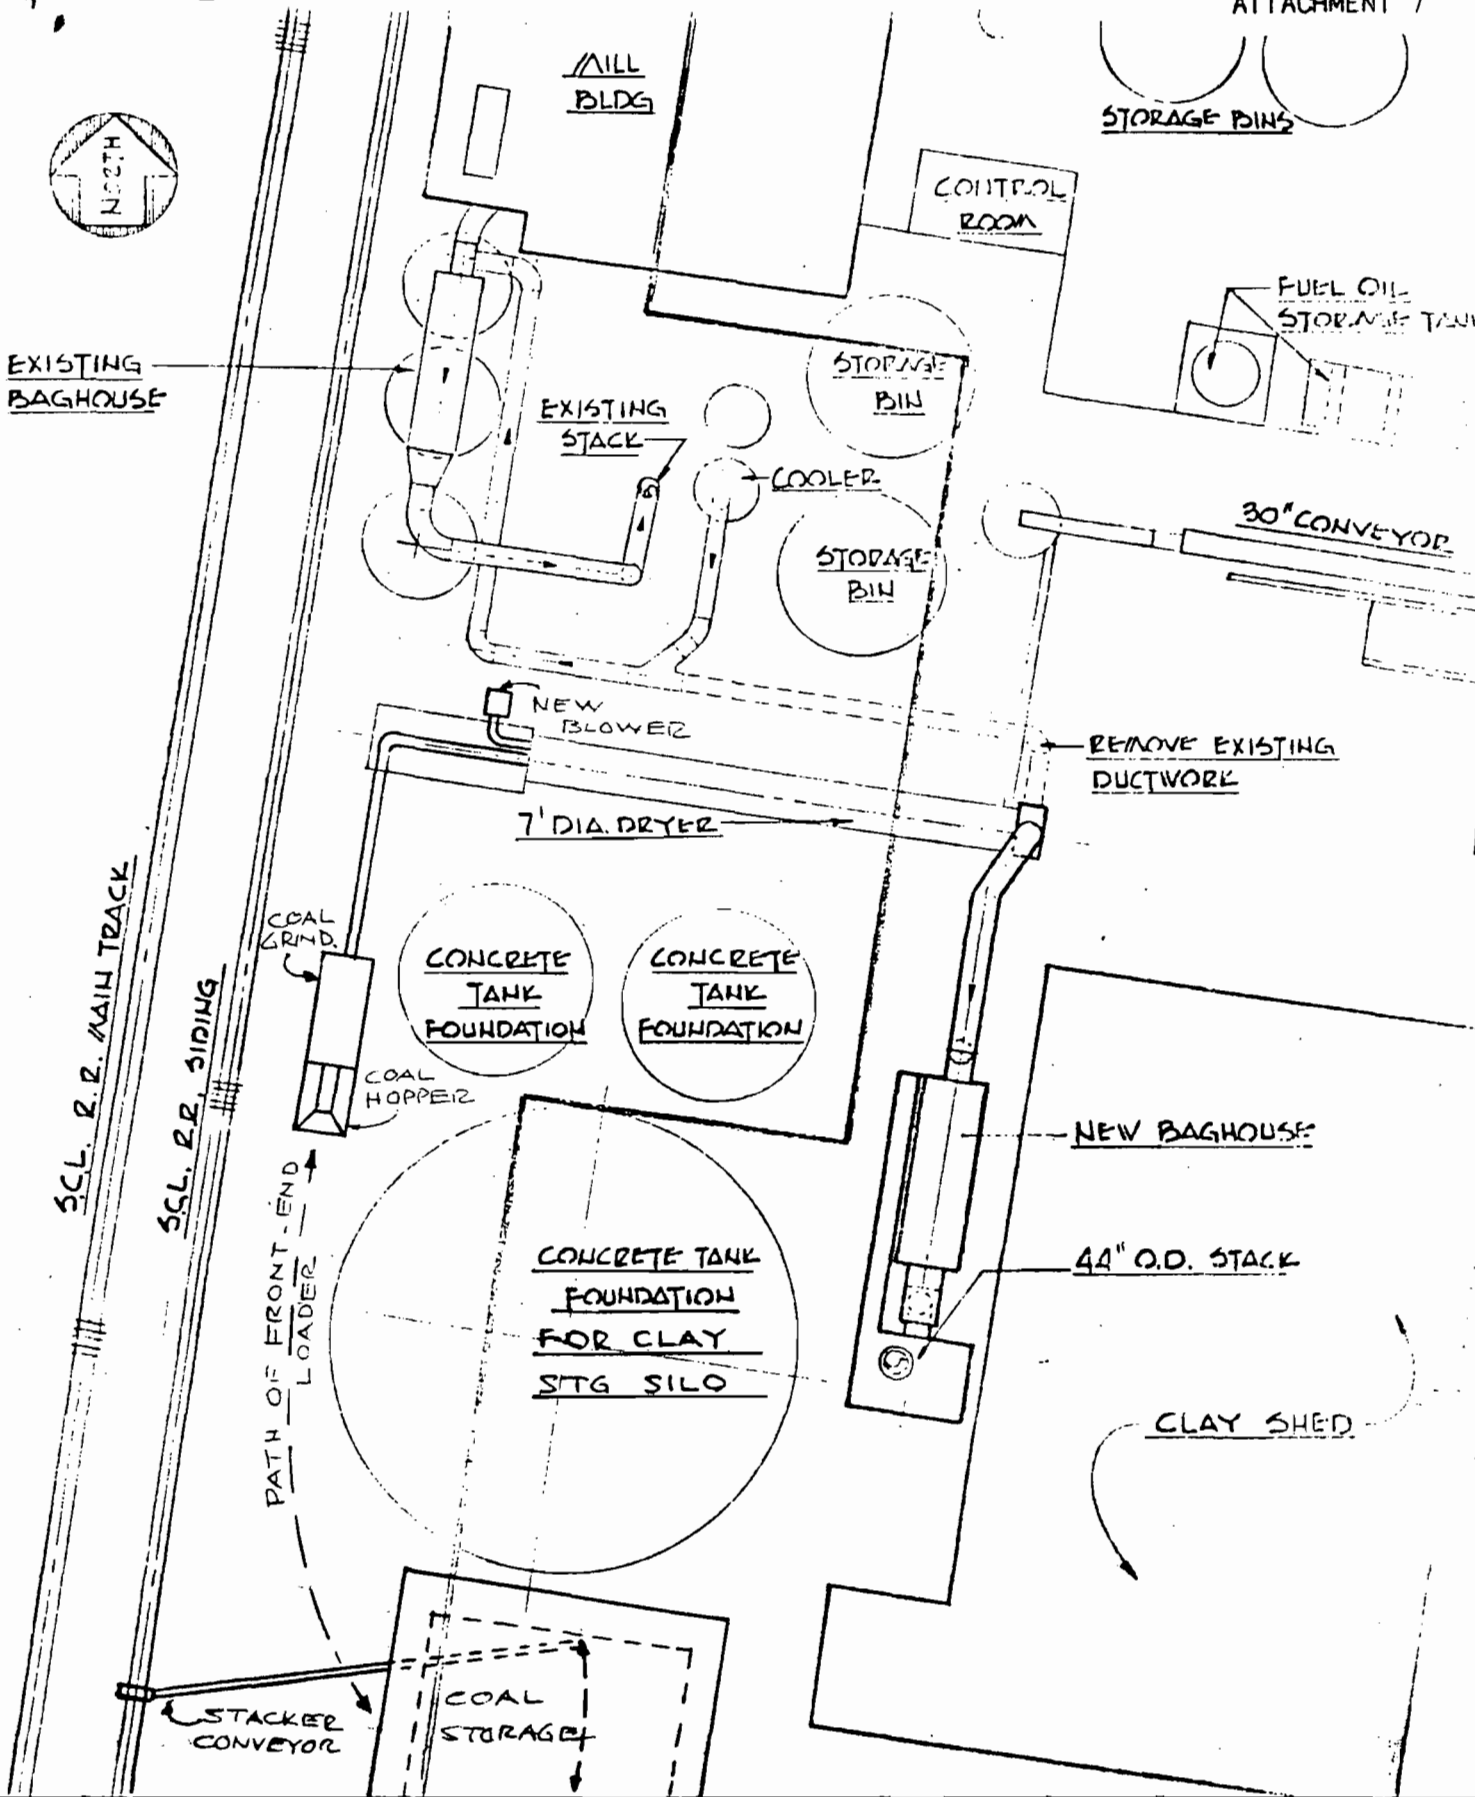 ATTACHMENT 7
MILL
BLDG
STORAGE BINS
NORTH
CONTROL
ROOM
FUEL OIL
STORAGE TANK
EXISTING
BAGHOUSE
STORAGE
BIN
EXISTING
STACK
COOLER
30" CONVEYOR
STORAGE
BIN
NEW
BLOWER
REMOVE EXISTING
DUCTWORK
7' DIA. DRYER
COAL
GRIND.
CONCRETE
TANK
FOUNDATION
CONCRETE
TANK
FOUNDATION
S.C.L. R.R. MAIN TRACK
S.C.L. R.R. SIDING
COAL
HOPPER
NEW BAGHOUSE
PATH OF FRONT-END
LOADER
CONCRETE TANK
FOUNDATION
FOR CLAY
STG SILO
44" O.D. STACK
CLAY SHED
STACKER
CONVEYOR
COAL
STORAGE